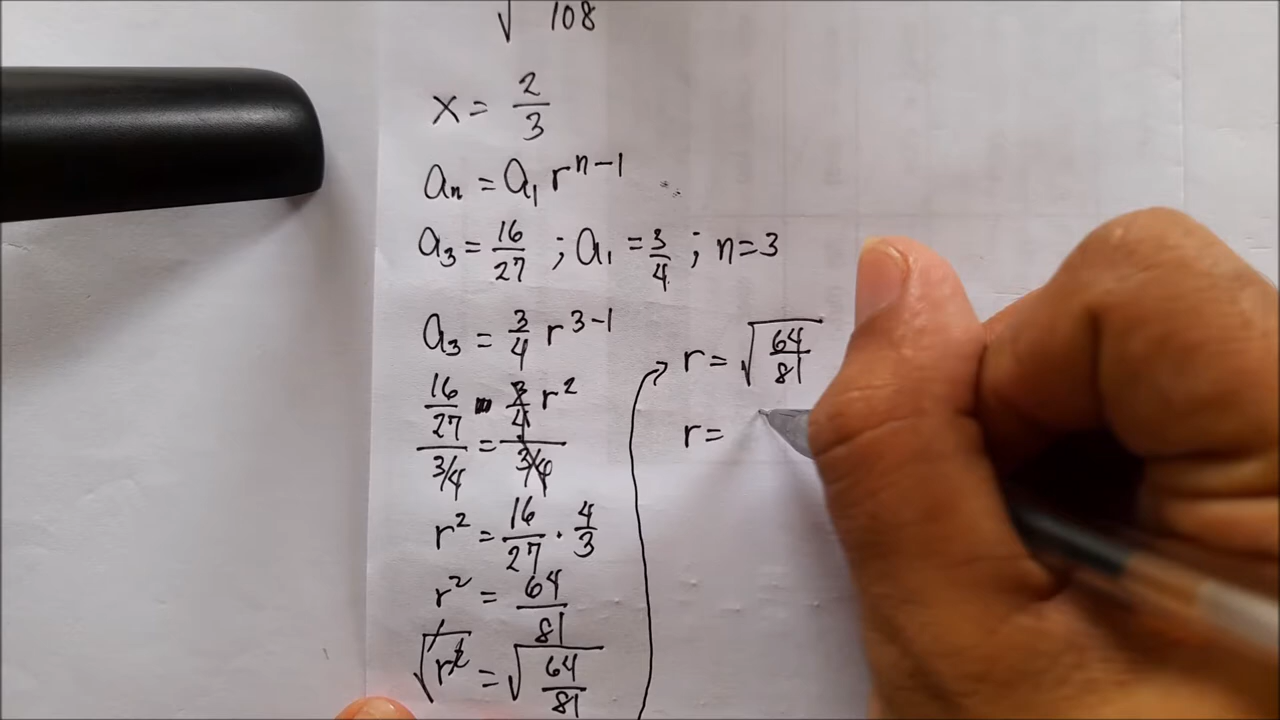 √108
x = 2/3
aₙ = a₁ rⁿ⁻¹
a₃ = 16/27 ; a₁ = 3/4 ; n = 3
a₃ = 3/4 r³⁻¹
16/27 = 3/4 r²
3/4 = 3/4
r² = 16/27 · 4/3
r² = 64/81
√r² = √64/81
r = √64/81
r =